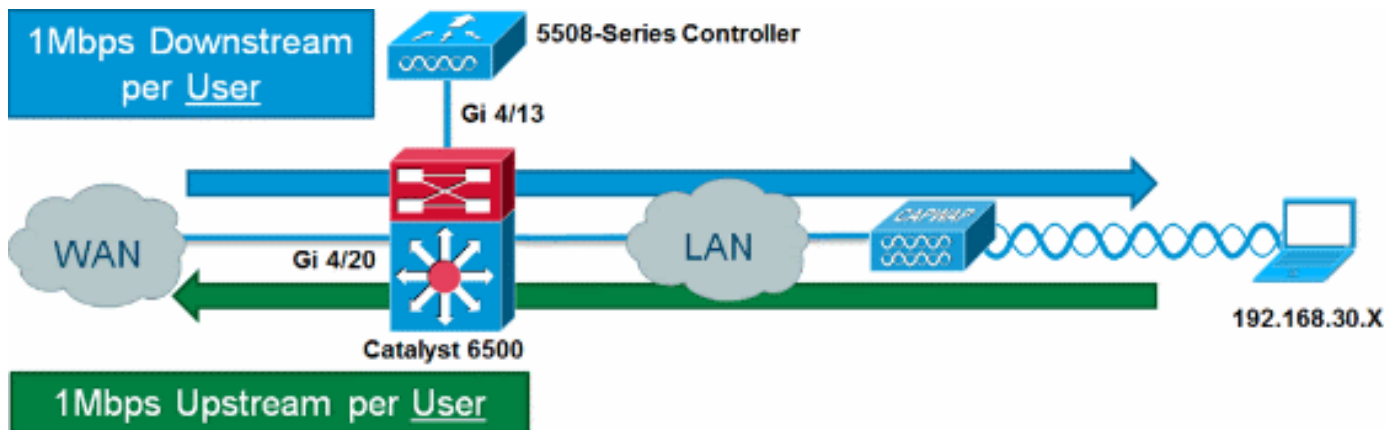 1Mbps Downstream
per User
5508-Series Controller
Gi 4/13
WAN
Gi 4/20
LAN
CAPWAP
192.168.30.X
Catalyst 6500
1Mbps Upstream per User